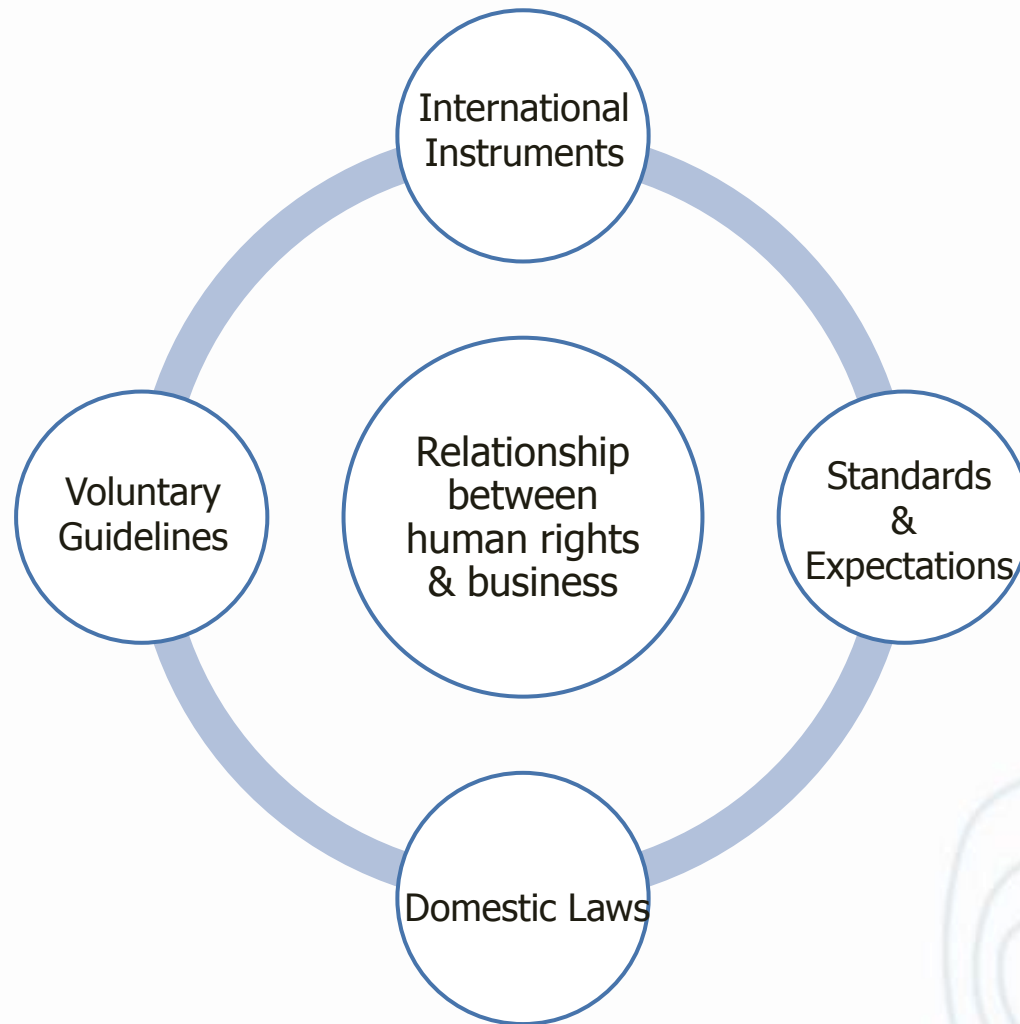 International
Instruments
Voluntary
Guidelines
Relationship
between
human rights
& business
Standards
&
Expectations
Domestic Laws